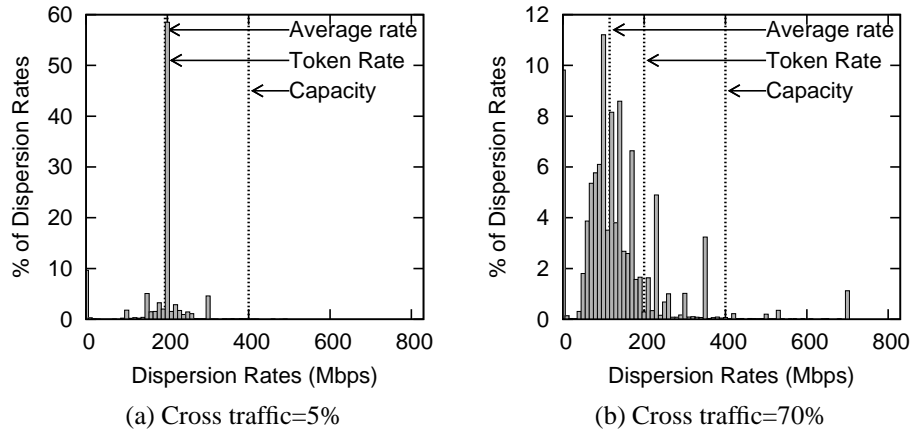 60
50
40
30
20
10
0
% of Dispersion Rates
Average rate
Token Rate
Capacity
0 200 400 600 800
Dispersion Rates (Mbps)
(a) Cross traffic=5%
12
10
8
6
4
2
0
% of Dispersion Rates
Average rate
Token Rate
Capacity
0 200 400 600 800
Dispersion Rates (Mbps)
(b) Cross traffic=70%